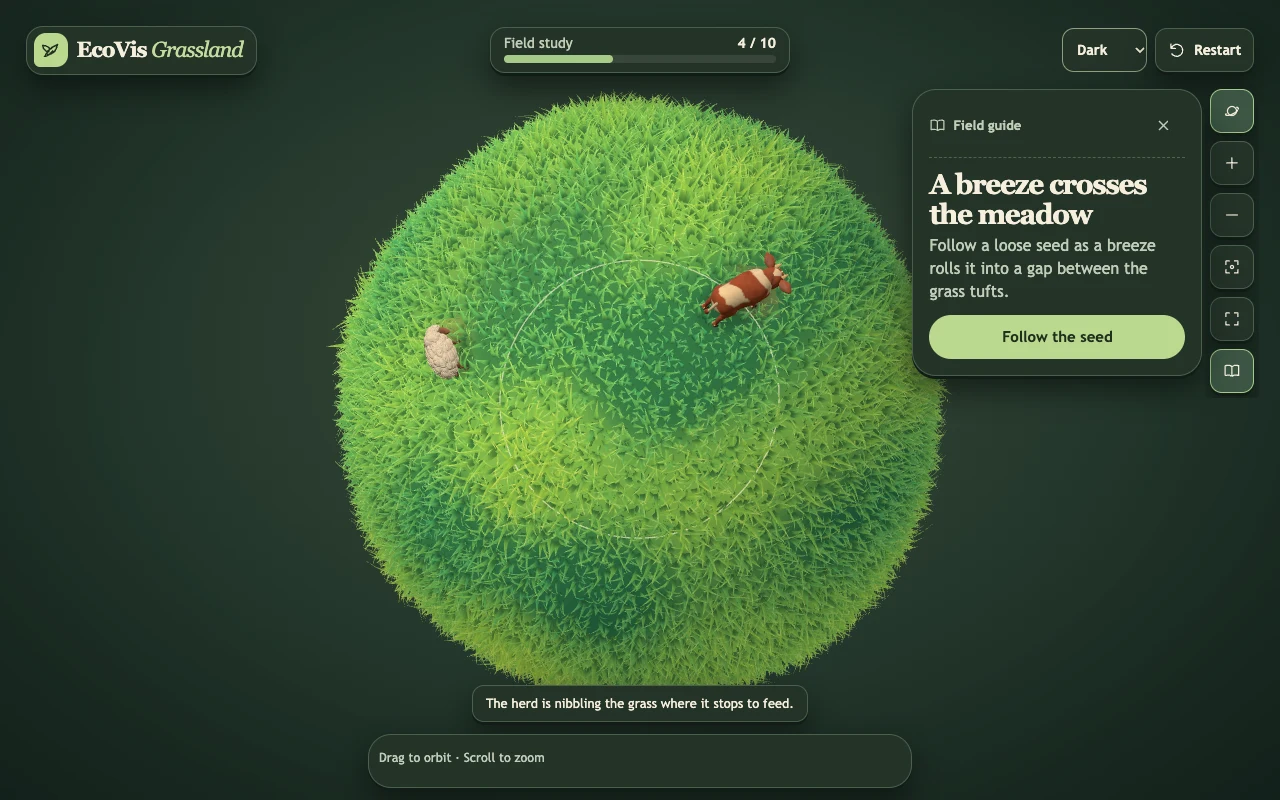 EcoVis Grassland
Field study 4 / 10
Dark
Restart
Field guide
A breeze crosses
the meadow
Follow a loose seed as a breeze
rolls it into a gap between the
grass tufts.
Follow the seed
The herd is nibbling the grass where it stops to feed.
Drag to orbit · Scroll to zoom